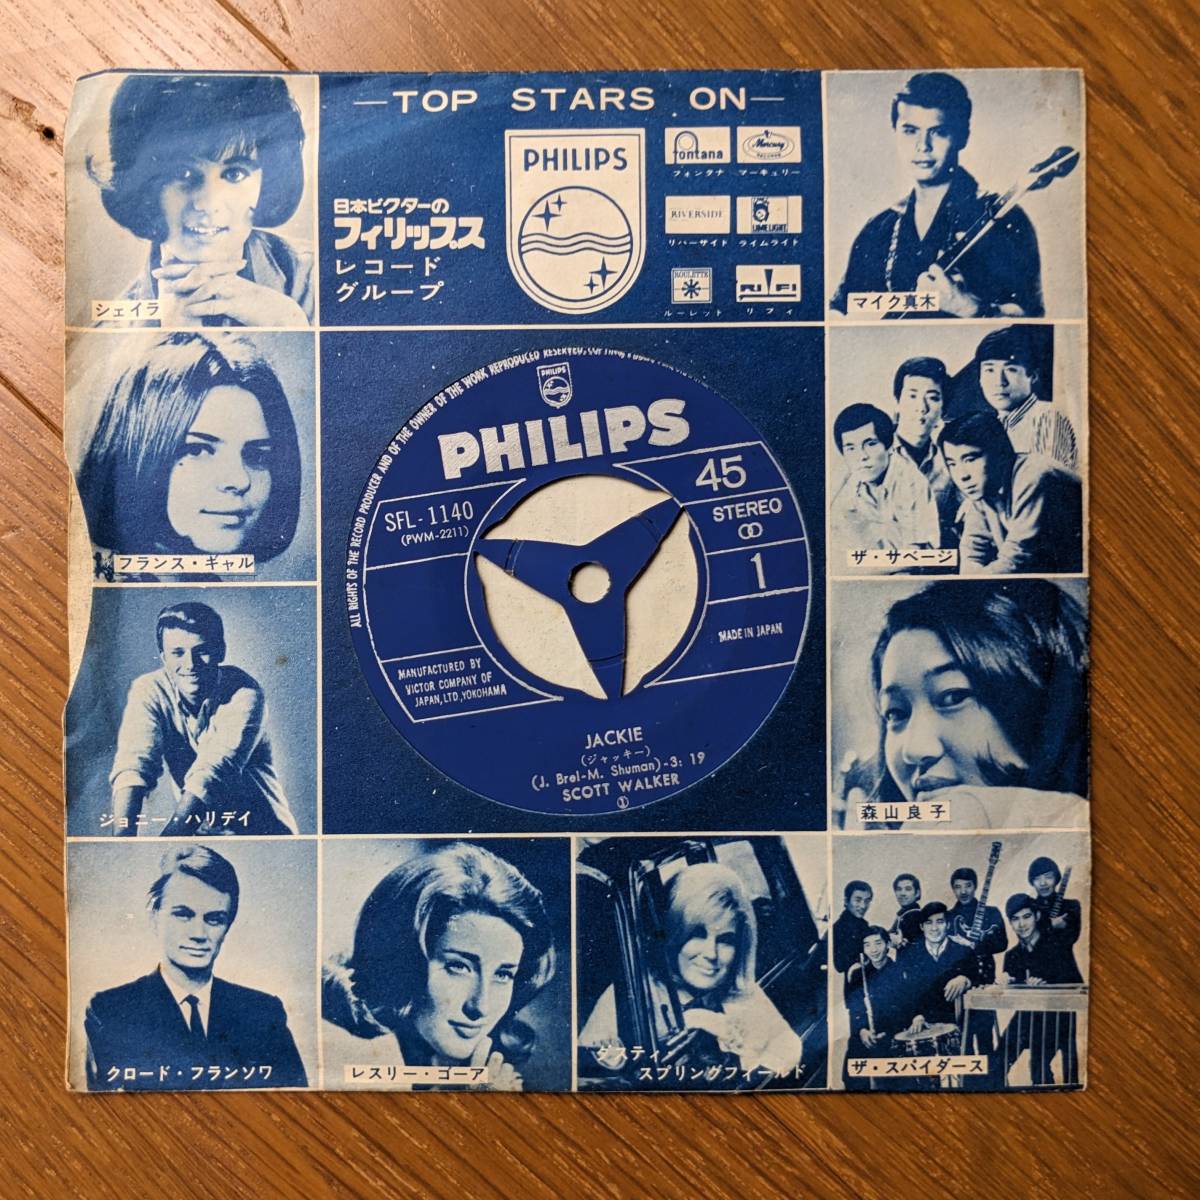 —TOP STARS ON—
日本ビクターの
フィリップス
レコード
グループ
PHILIPS
fontana
フォンタナ
Mercury
RECORDS
マーキュリー
RIVERSIDE
リバーサイド
LIMELIGHT
ライムライト
ROULETTE
ルーレット
RIFI
リフィ
シェイラ
マイク真木
フランス・ギャル
ザ・サベージ
ジョニー・ハリデイ
森山良子
クロード・フランソワ
レスリー・ゴーア
ダスティ・
スプリングフィールド
ザ・スパイダース
ALL RIGHTS OF THE RECORD PRODUCER AND OF THE OWNER OF THE WORK REPRODUCED RESERVED,
PHILIPS
PHILIPS
SFL-1140
(PWM-2211)
45
STEREO
1
MADE IN JAPAN
MANUFACTURED BY
VICTOR COMPANY OF
JAPAN,LTD.,YOKOHAMA
JACKIE
(ジャッキー)
(J. Brel-M. Shuman)-3:19
SCOTT WALKER
①